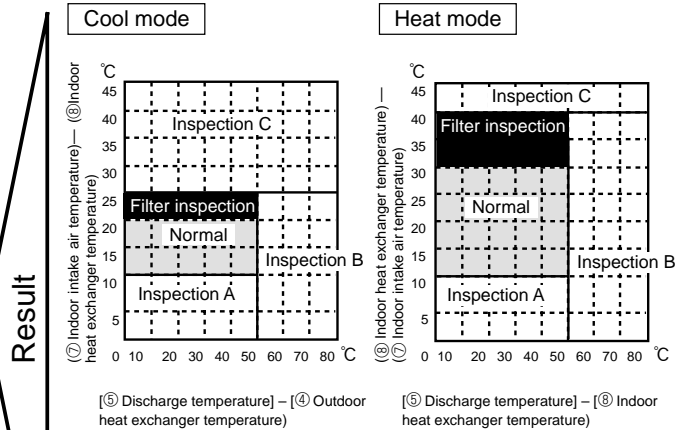 Cool mode
Heat mode
Result
℃
45
40
35
30
25
20
15
10
5
0 10 20 30 40 50 60 70 80 ℃
(⑦ Indoor intake air temperature)— (⑧Indoor
heat exchanger temperature)
Inspection C
Filter inspection
Normal
Inspection B
Inspection A
[⑤ Discharge temperature] – [④ Outdoor
heat exchanger temperature)
℃
45
40
35
30
25
20
15
10
5
0 10 20 30 40 50 60 70 80 ℃
(⑧ Indoor heat exchanger temperature) —
(⑦ Indoor intake air temperature)
Inspection C
Filter inspection
Normal
Inspection B
Inspection A
[⑤ Discharge temperature] – [⑧ Indoor
heat exchanger temperature)